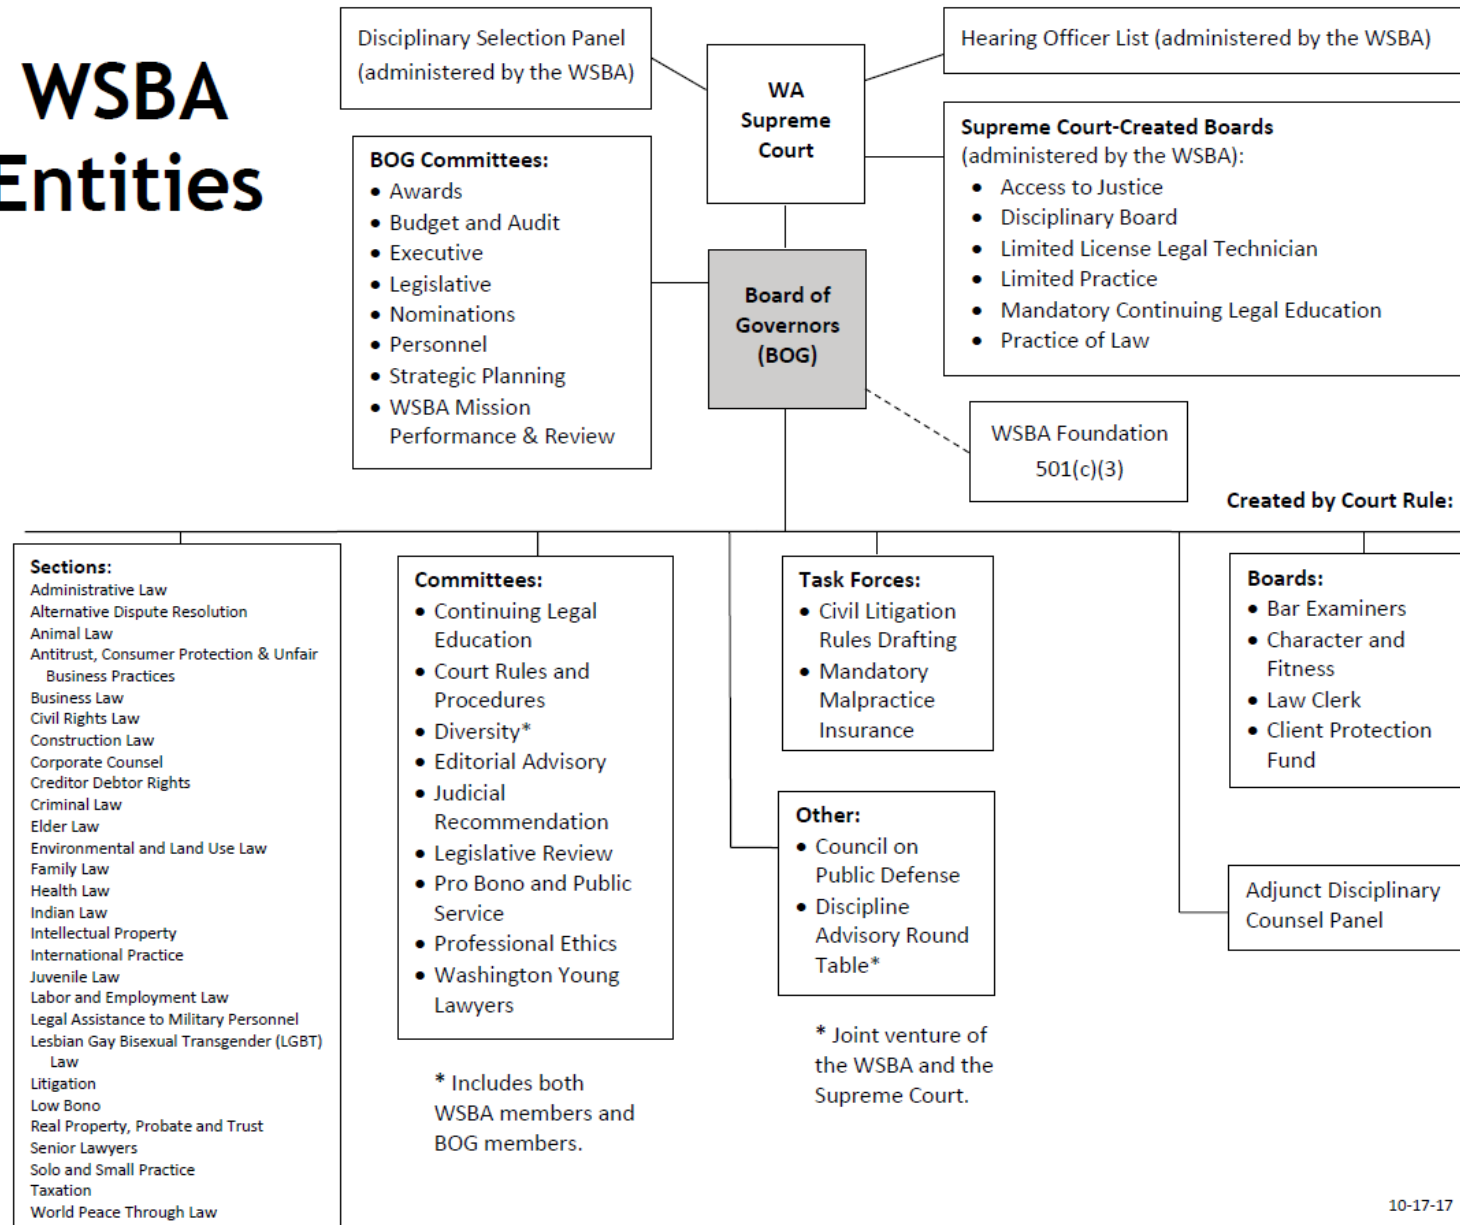 WSBA
Entities
Disciplinary Selection Panel
(administered by the WSBA)
WA
Supreme
Court
Hearing Officer List (administered by the WSBA)
BOG Committees:
• Awards
• Budget and Audit
• Executive
• Legislative
• Nominations
• Personnel
• Strategic Planning
• WSBA Mission
Performance & Review
Supreme Court-Created Boards
(administered by the WSBA):
• Access to Justice
• Disciplinary Board
• Limited License Legal Technician
• Limited Practice
• Mandatory Continuing Legal Education
• Practice of Law
Board of
Governors
(BOG)
WSBA Foundation
501(c)(3)
Created by Court Rule:
Sections:
Administrative Law
Alternative Dispute Resolution
Animal Law
Antitrust, Consumer Protection & Unfair
Business Practices
Business Law
Civil Rights Law
Construction Law
Corporate Counsel
Creditor Debtor Rights
Criminal Law
Elder Law
Environmental and Land Use Law
Family Law
Health Law
Indian Law
Intellectual Property
International Practice
Juvenile Law
Labor and Employment Law
Legal Assistance to Military Personnel
Lesbian Gay Bisexual Transgender (LGBT)
Law
Litigation
Low Bono
Real Property, Probate and Trust
Senior Lawyers
Solo and Small Practice
Taxation
World Peace Through Law
Committees:
• Continuing Legal
Education
• Court Rules and
Procedures
• Diversity*
• Editorial Advisory
• Judicial
Recommendation
• Legislative Review
• Pro Bono and Public
Service
• Professional Ethics
• Washington Young
Lawyers
* Includes both
WSBA members and
BOG members.
Task Forces:
• Civil Litigation
Rules Drafting
• Mandatory
Malpractice
Insurance
Other:
• Council on
Public Defense
• Discipline
Advisory Round
Table*
* Joint venture of
the WSBA and the
Supreme Court.
Boards:
• Bar Examiners
• Character and
Fitness
• Law Clerk
• Client Protection
Fund
Adjunct Disciplinary
Counsel Panel
10-17-17